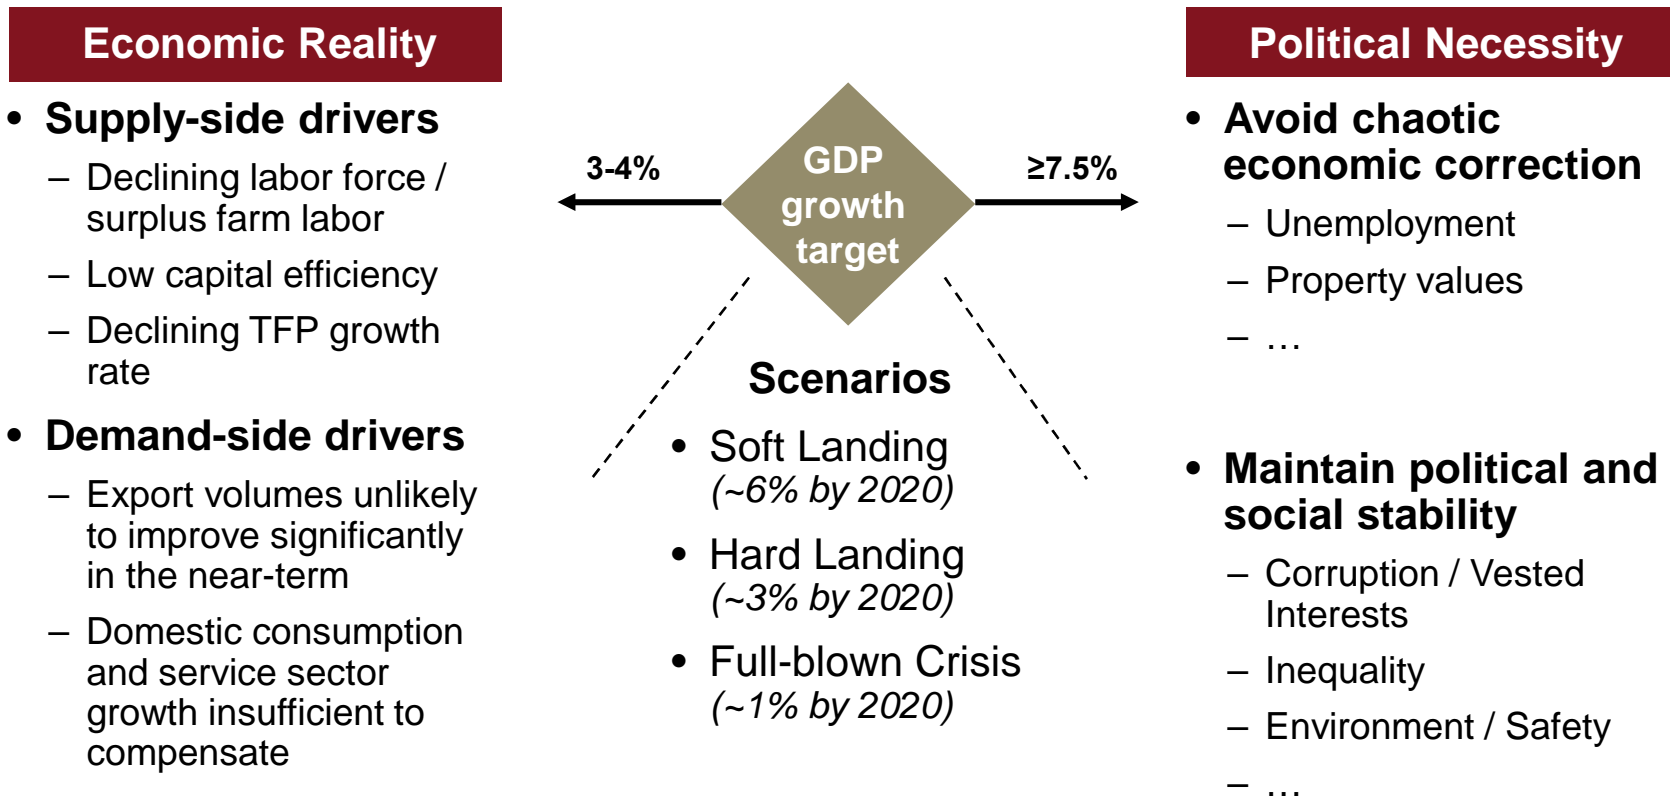 Economic Reality
• Supply-side drivers
– Declining labor force /
surplus farm labor
– Low capital efficiency
– Declining TFP growth
rate
• Demand-side drivers
– Export volumes unlikely
to improve significantly
in the near-term
– Domestic consumption
and service sector
growth insufficient to
compensate
3-4%
GDP
growth
target
≥7.5%
Scenarios
• Soft Landing
(~6% by 2020)
• Hard Landing
(~3% by 2020)
• Full-blown Crisis
(~1% by 2020)
Political Necessity
• Avoid chaotic
economic correction
– Unemployment
– Property values
– …
• Maintain political and
social stability
– Corruption / Vested
Interests
– Inequality
– Environment / Safety
– …